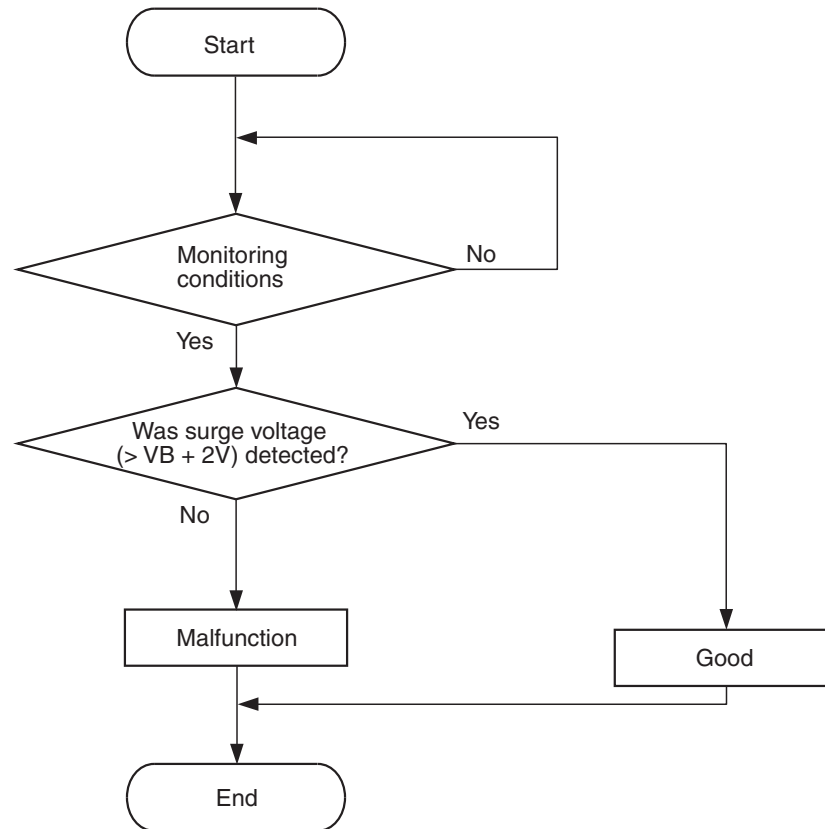 Start
Monitoring
conditions
No
Yes
Was surge voltage
(> VB + 2V) detected?
Yes
No
Malfunction
Good
End